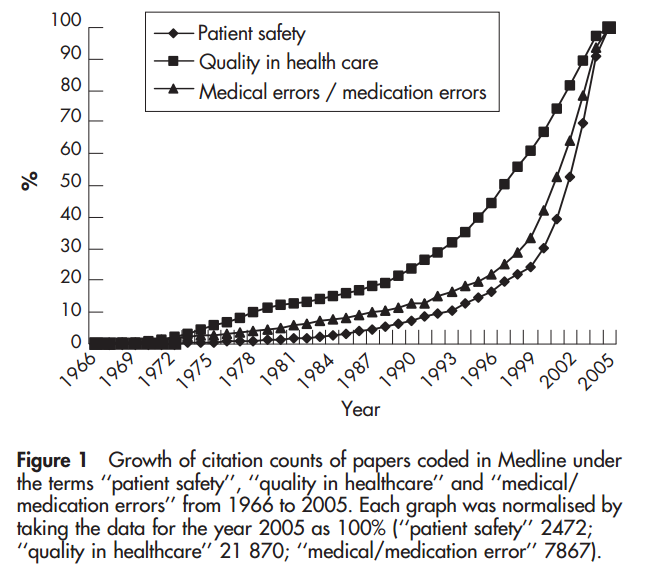 100
90
80
70
60
50
40
30
20
10
0
%
Patient safety
Quality in health care
Medical errors / medication errors
1966
1969
1972
1975
1978
1981
1984
1987
1990
1993
1996
1999
2002
2005
Year
Figure 1 Growth of citation counts of papers coded in Medline under
the terms ‘‘patient safety’’, ‘‘quality in healthcare’’ and ‘‘medical/
medication errors’’ from 1966 to 2005. Each graph was normalised by
taking the data for the year 2005 as 100% (‘‘patient safety’’ 2472;
‘‘quality in healthcare’’ 21 870; ‘‘medical/medication error’’ 7867).